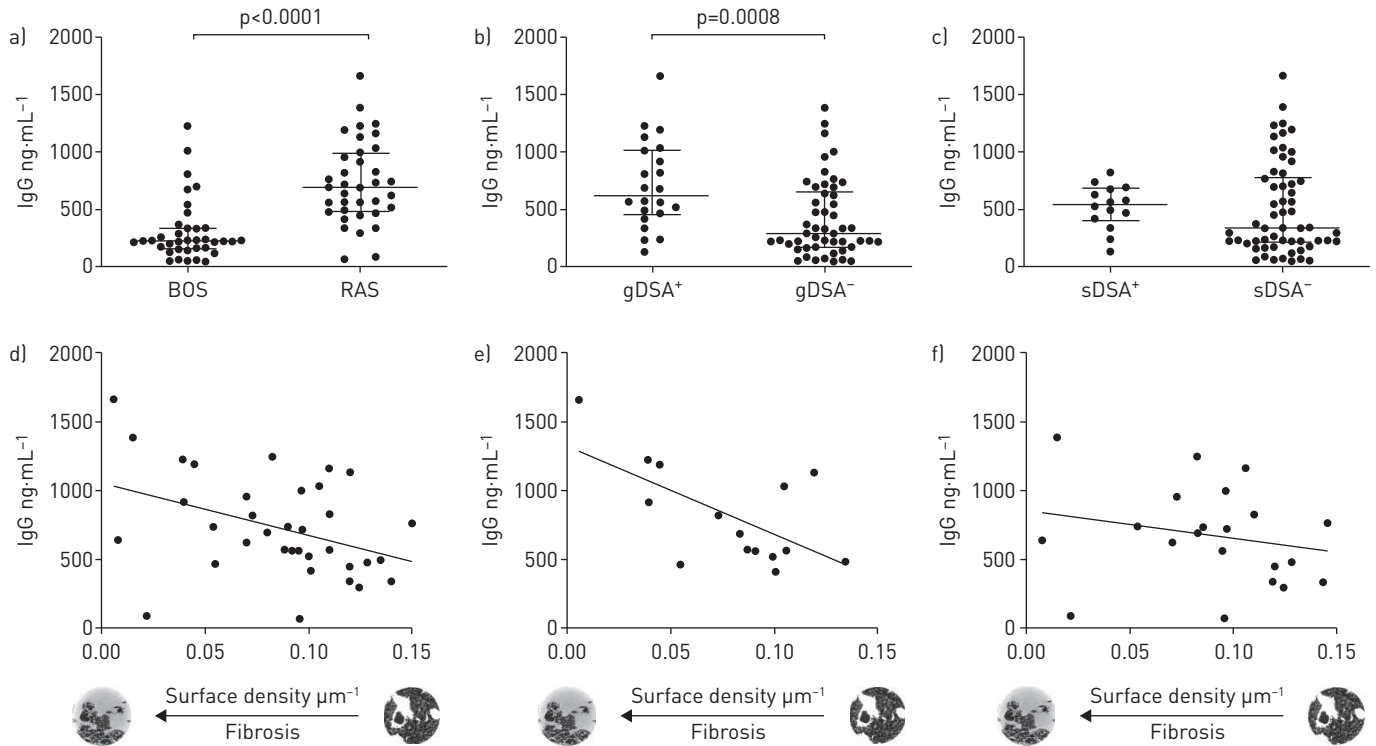 p<0.0001
p=0.0008
a)
2000
1500
1000
500
0
IgG ng·mL⁻¹
BOS
RAS
b)
2000
1500
1000
500
0
IgG ng·mL⁻¹
gDSA⁺
gDSA⁻
c)
2000
1500
1000
500
0
IgG ng·mL⁻¹
sDSA⁺
sDSA⁻
d)
2000
1500
1000
500
0
IgG ng·mL⁻¹
0.00 0.05 0.10 0.15
Surface density µm⁻¹
Fibrosis
e)
2000
1500
1000
500
0
IgG ng·mL⁻¹
0.00 0.05 0.10 0.15
Surface density µm⁻¹
Fibrosis
f)
2000
1500
1000
500
0
IgG ng·mL⁻¹
0.00 0.05 0.10 0.15
Surface density µm⁻¹
Fibrosis